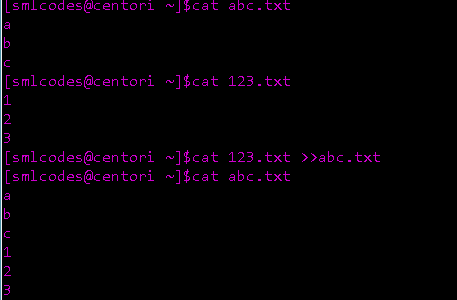 [smlcodes@centori ~]$cat abc.txt
a
b
c
[smlcodes@centori ~]$cat 123.txt
1
2
3
[smlcodes@centori ~]$cat 123.txt >>abc.txt
[smlcodes@centori ~]$cat abc.txt
a
b
c
1
2
3